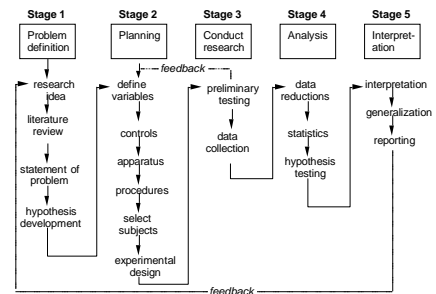 Stage 1 Stage 2 Stage 3 Stage 4 Stage 5
Problem
definition
Planning
Conduct
research
Analysis
Interpret-
ation
feedback
research
idea
literature
review
statement of
problem
hypothesis
development
define
variables
controls
apparatus
procedures
select
subjects
experimental
design
preliminary
testing
data
collection
data
reductions
statistics
hypothesis
testing
interpretation
generalization
reporting
feedback